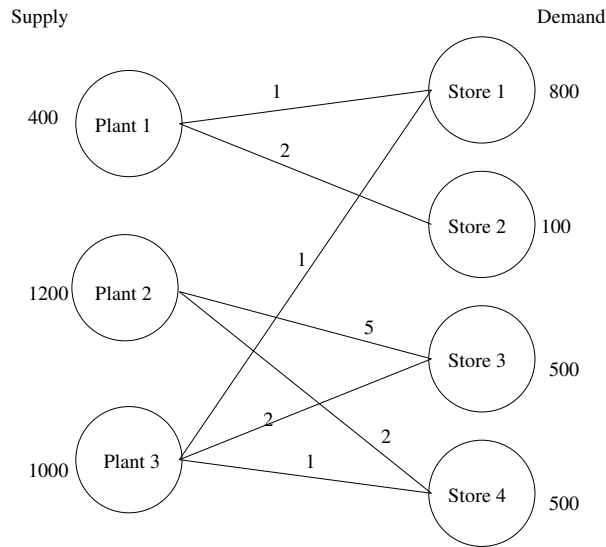 Supply
Demand
1
Store 1
800
400
Plant 1
2
Store 2
100
1
1200
Plant 2
5
Store 3
500
2
2
1000
Plant 3
1
Store 4
500